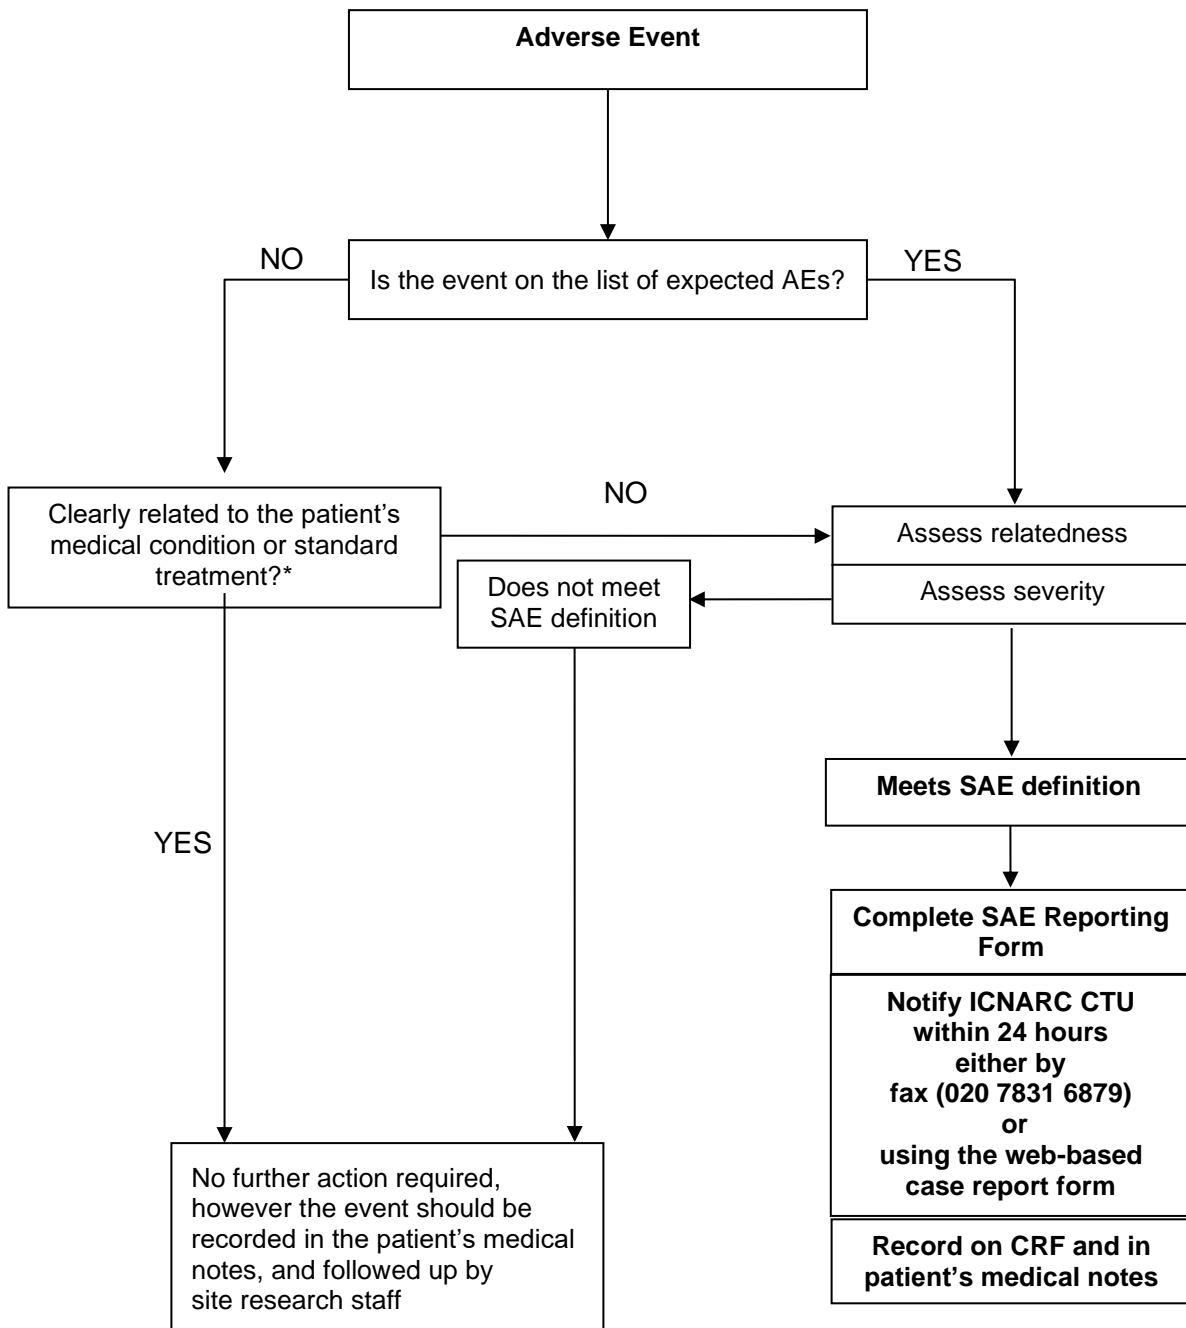 Adverse Event
NO
YES
Is the event on the list of expected AEs?
Clearly related to the patient's
medical condition or standard
treatment?*
NO
Assess relatedness
Assess severity
Does not meet
SAE definition
Meets SAE definition
YES
Complete SAE Reporting
Form
Notify ICNARC CTU
within 24 hours
either by
fax (020 7831 6879)
or
using the web-based
case report form
Record on CRF and in
patient's medical notes
No further action required,
however the event should be
recorded in the patient's medical
notes, and followed up by
site research staff